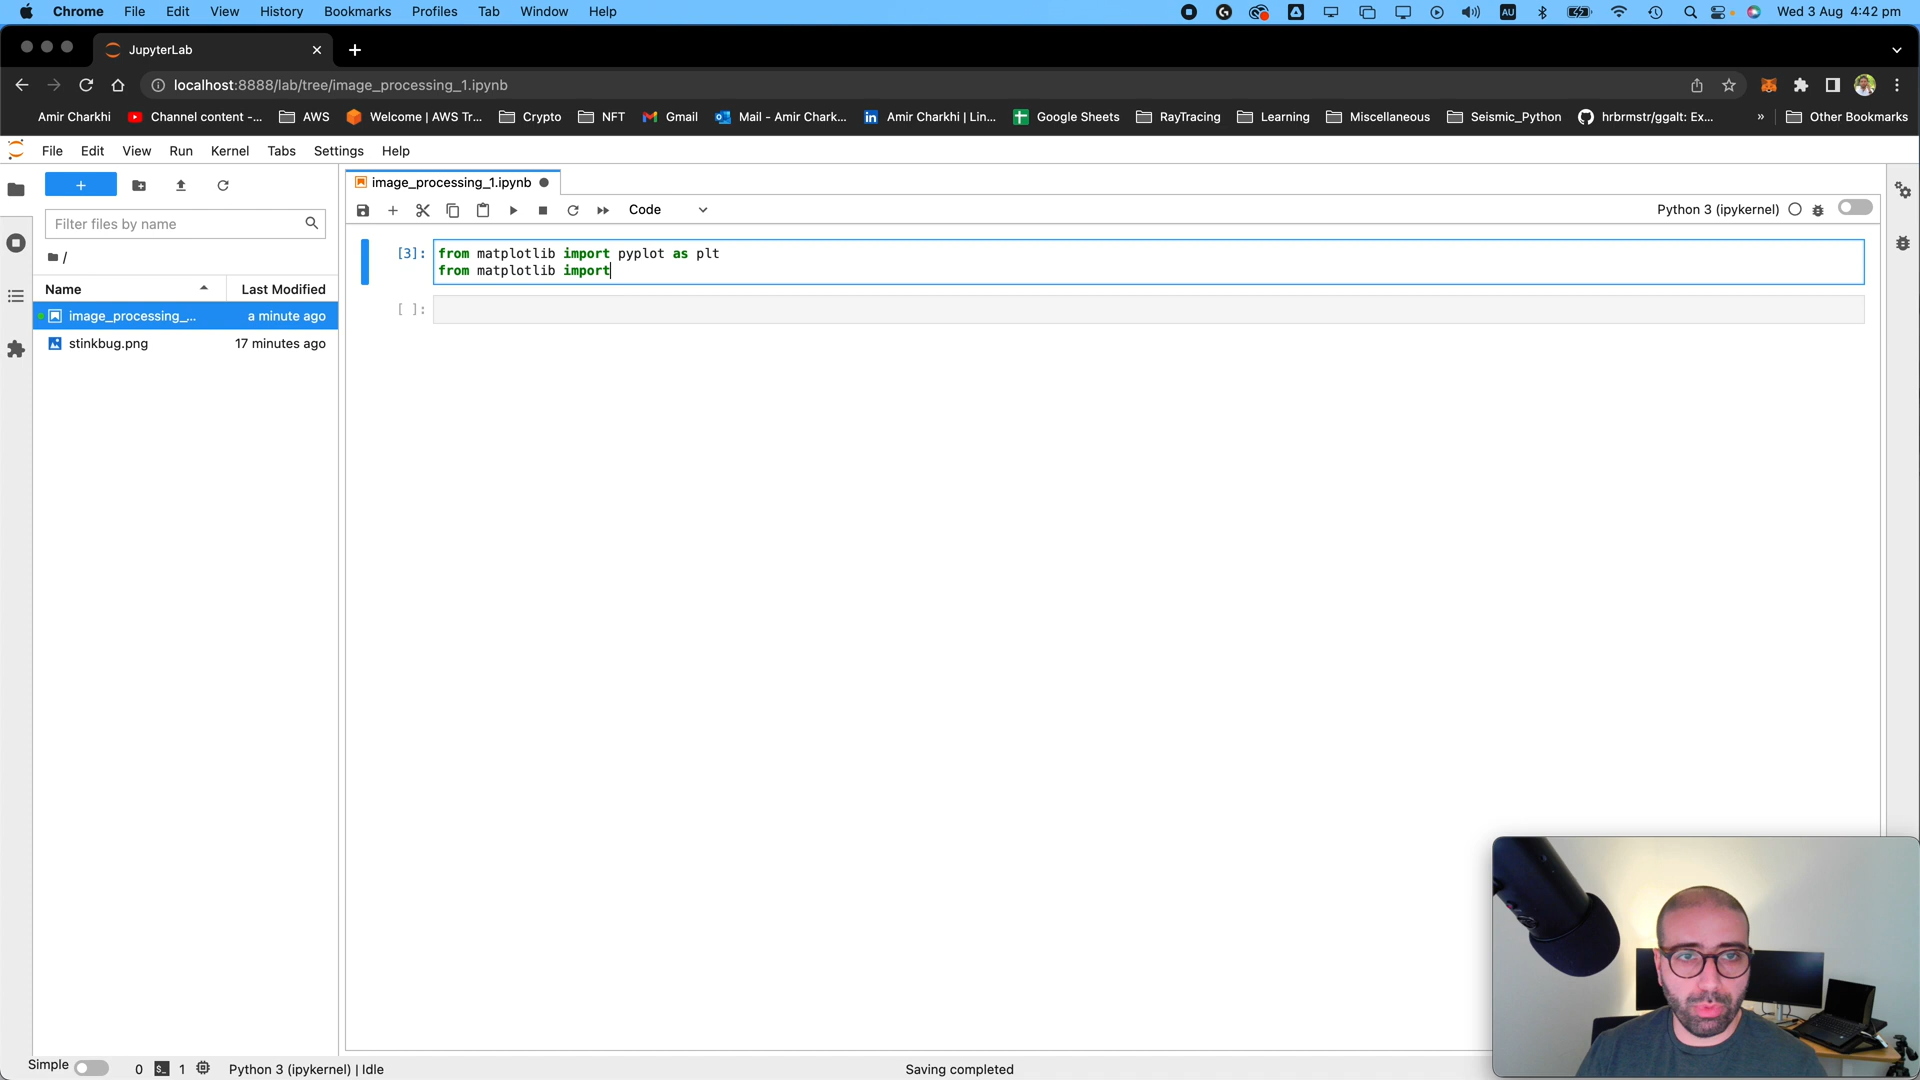 Chrome File Edit View History Bookmarks Profiles Tab Window Help AU Wed 3 Aug 4:42 pm
JupyterLab
localhost:8888/lab/tree/image_processing_1.ipynb
Amir Charkhi Channel content -... AWS Welcome | AWS Tr... Crypto NFT Gmail Mail - Amir Chark... Amir Charkhi | Lin... Google Sheets RayTracing Learning Miscellaneous Seismic_Python hrbrmstr/ggalt: Ex... » Other Bookmarks
File Edit View Run Kernel Tabs Settings Help
+ image_processing_1.ipynb
Code Python 3 (ipykernel)
Filter files by name
/
[3]: from matplotlib import pyplot as plt
from matplotlib import
Name Last Modified
[ ]:
image_processing_... a minute ago
stinkbug.png 17 minutes ago
Simple 0 $_ 1 Python 3 (ipykernel) | Idle Saving completed